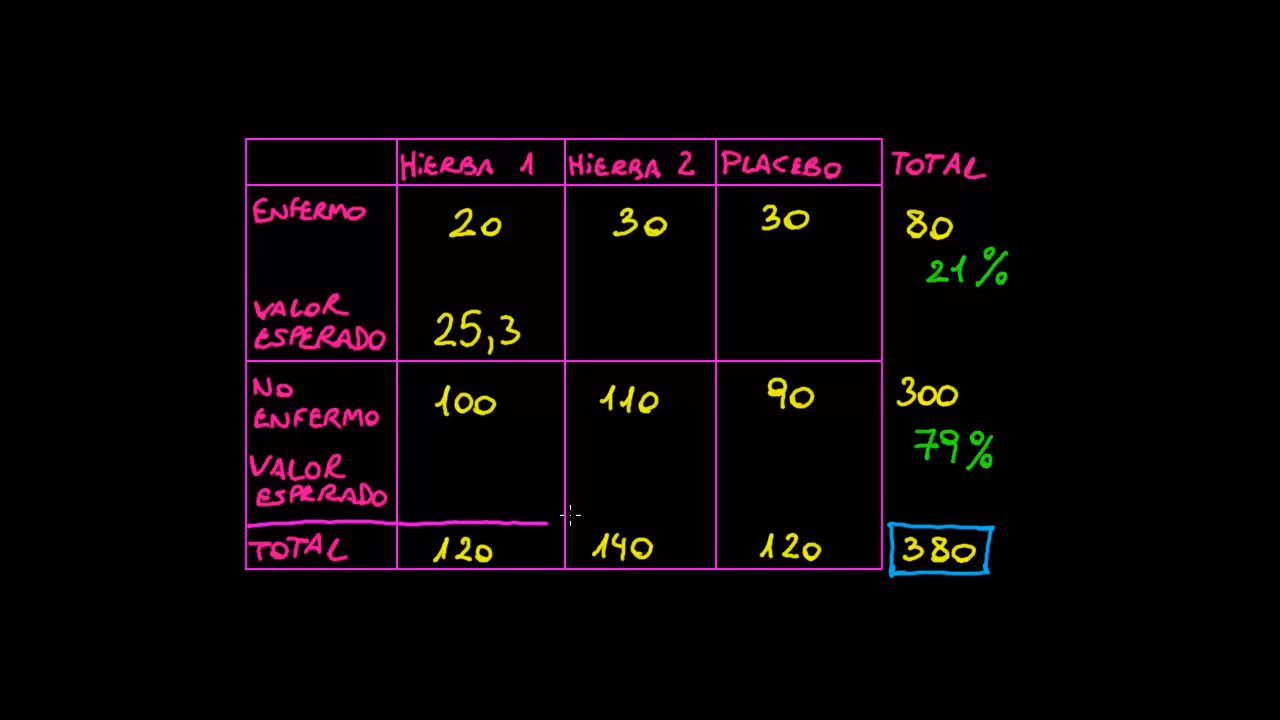 HiERBA 1 HiERBA 2 PLACEBO TOTAL
ENFERMO 20 30 30 80
21%
VALOR
ESPERADO 25,3
NO
ENFERMO 100 110 90 300
79%
VALOR
ESPERADO
TOTAL 120 140 120 380